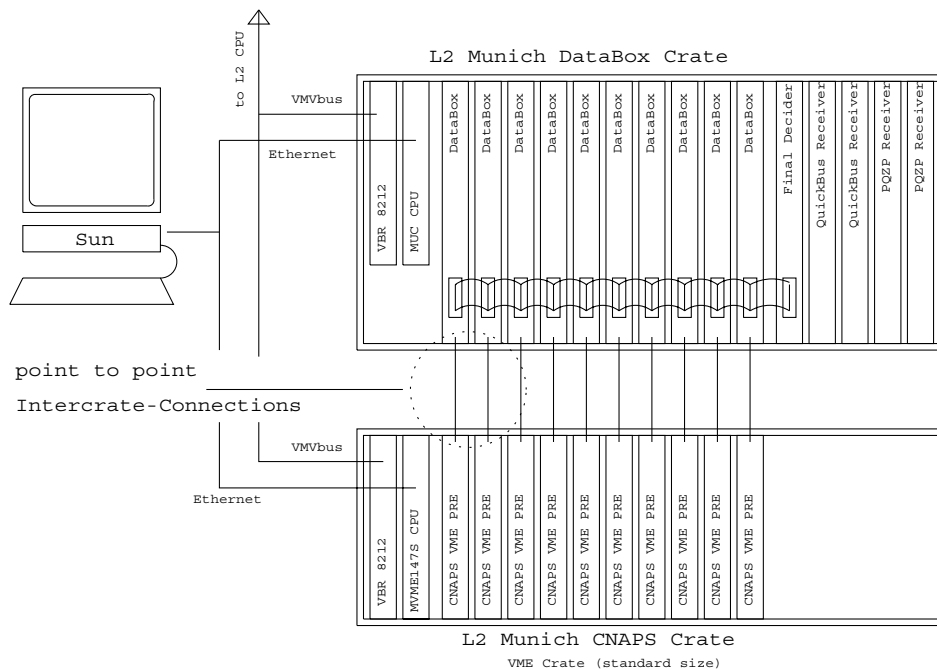 L2 Munich DataBox Crate
to L2 CPU
VMVbus
Ethernet
Sun
VBR 8212
MUC CPU
DataBox
DataBox
DataBox
DataBox
DataBox
DataBox
DataBox
DataBox
DataBox
DataBox
Final Decider
QuickBus Receiver
QuickBus Receiver
PQZP Receiver
PQZP Receiver
point to point
Intercrate-Connections
VMVbus
Ethernet
VBR 8212
MVME147S CPU
CNAPS VME PRE
CNAPS VME PRE
CNAPS VME PRE
CNAPS VME PRE
CNAPS VME PRE
CNAPS VME PRE
CNAPS VME PRE
CNAPS VME PRE
CNAPS VME PRE
CNAPS VME PRE
L2 Munich CNAPS Crate
VME Crate (standard size)